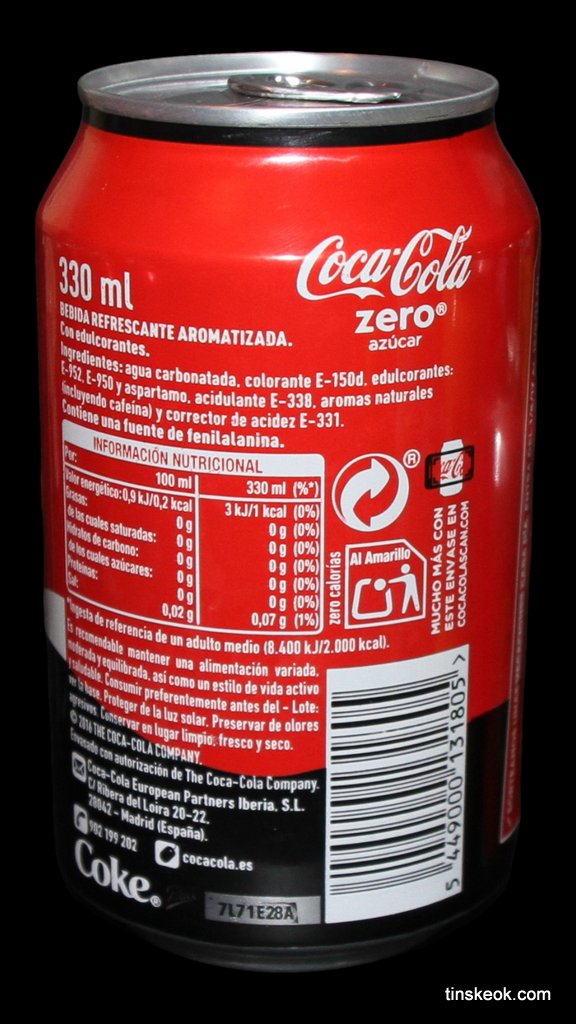 Coca-Cola
zero®
azúcar
330 ml
BEBIDA REFRESCANTE AROMATIZADA.
Con edulcorantes.
Ingredientes: agua carbonatada, colorante E-150d, edulcorantes:
E-952, E-950 y aspartamo, acidulante E-338, aromas naturales
(incluyendo cafeína) y corrector de acidez E-331.
Contiene una fuente de fenilalanina.
INFORMACIÓN NUTRICIONAL
Por: 100 ml 330 ml (%*)
Valor energético: 0,9 kJ/0,2 kcal 3 kJ/1 kcal (0%)
Grasas: 0 g 0 g (0%)
de las cuales saturadas: 0 g 0 g (0%)
Hidratos de carbono: 0 g 0 g (0%)
de los cuales azúcares: 0 g 0 g (0%)
Proteínas: 0 g 0 g (0%)
Sal: 0,02 g 0,07 g (1%)
*Ingesta de referencia de un adulto medio (8.400 kJ/2.000 kcal).
zero calorías
®
Al Amarillo
MUCHO MÁS CON
ESTE ENVASE EN
COCACOLASCAN.COM
Es recomendable mantener una alimentación variada,
moderada y equilibrada, así como un estilo de vida activo
y saludable. Consumir preferentemente antes del - Lote:
ver la base. Proteger de la luz solar. Preservar de olores
agresivos. Conservar en lugar limpio, fresco y seco.
© 2016 THE COCA-COLA COMPANY.
Envasado con autorización de The Coca-Cola Company.
Coca-Cola European Partners Iberia, S.L.
C/ Ribera del Loira 20-22.
28042 - Madrid (España).
902 199 202
cocacola.es
Coke®
7L71E28A
5 449000 131805 >
tinskeok.com